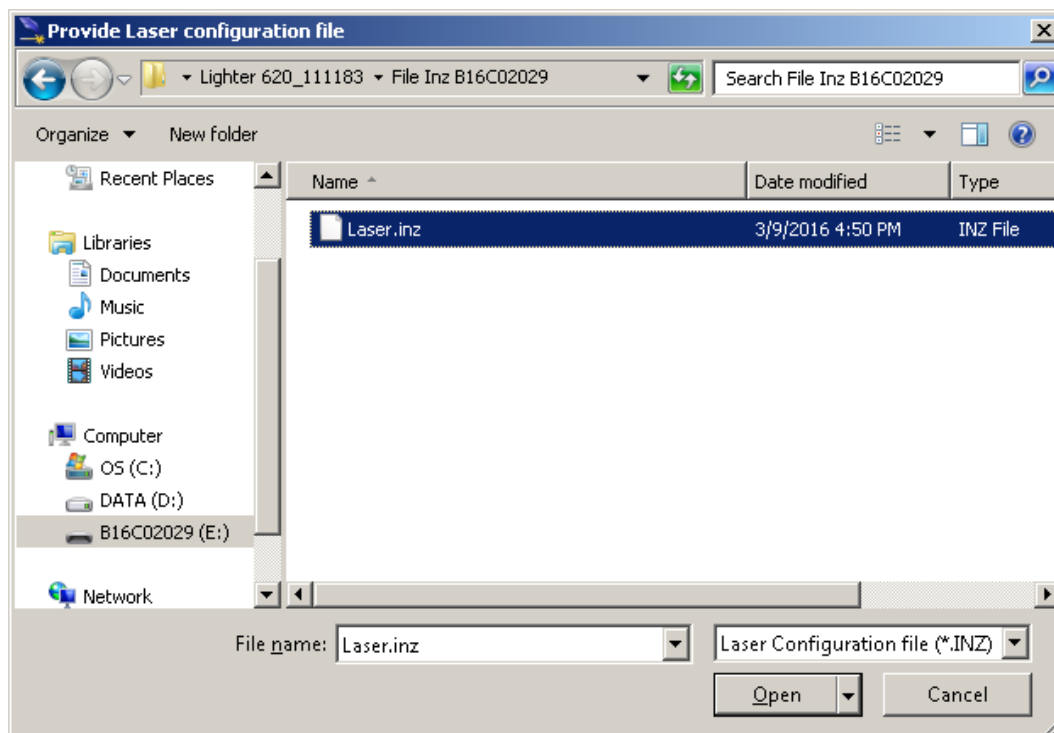 Provide Laser configuration file
Lighter 620_111183 File Inz B16C02029
Search File Inz B16C02029
Organize
New folder
Recent Places
Libraries
Documents
Music
Pictures
Videos
Computer
OS (C:)
DATA (D:)
B16C02029 (E:)
Network
Name Date modified Type
Laser.inz 3/9/2016 4:50 PM INZ File
File name: Laser.inz
Laser Configuration file (*.INZ)
Open Cancel